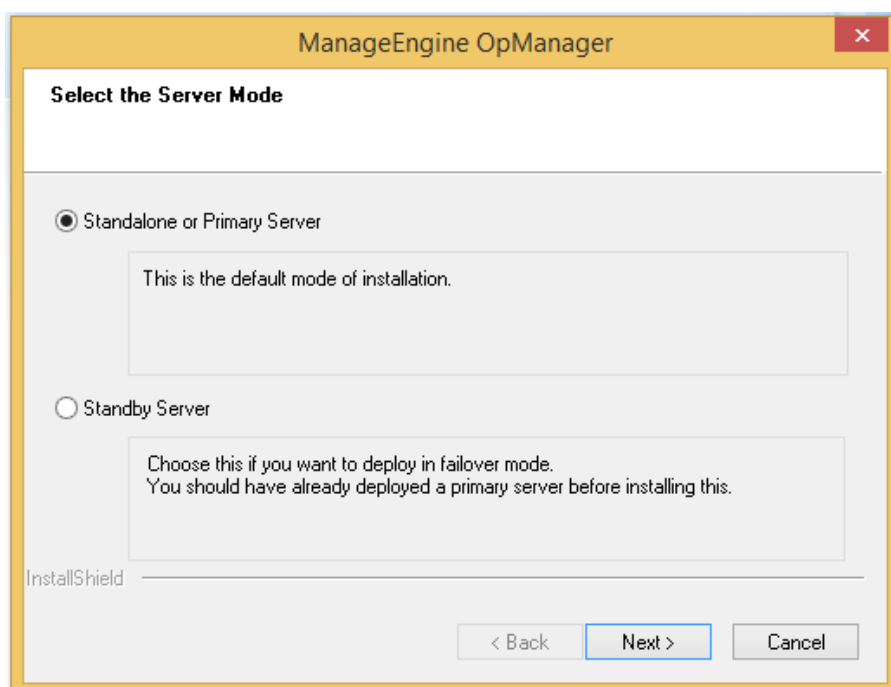 ManageEngine OpManager
Select the Server Mode
Standalone or Primary Server
This is the default mode of installation.
Standby Server
Choose this if you want to deploy in failover mode.
You should have already deployed a primary server before installing this.
InstallShield
< Back Next > Cancel